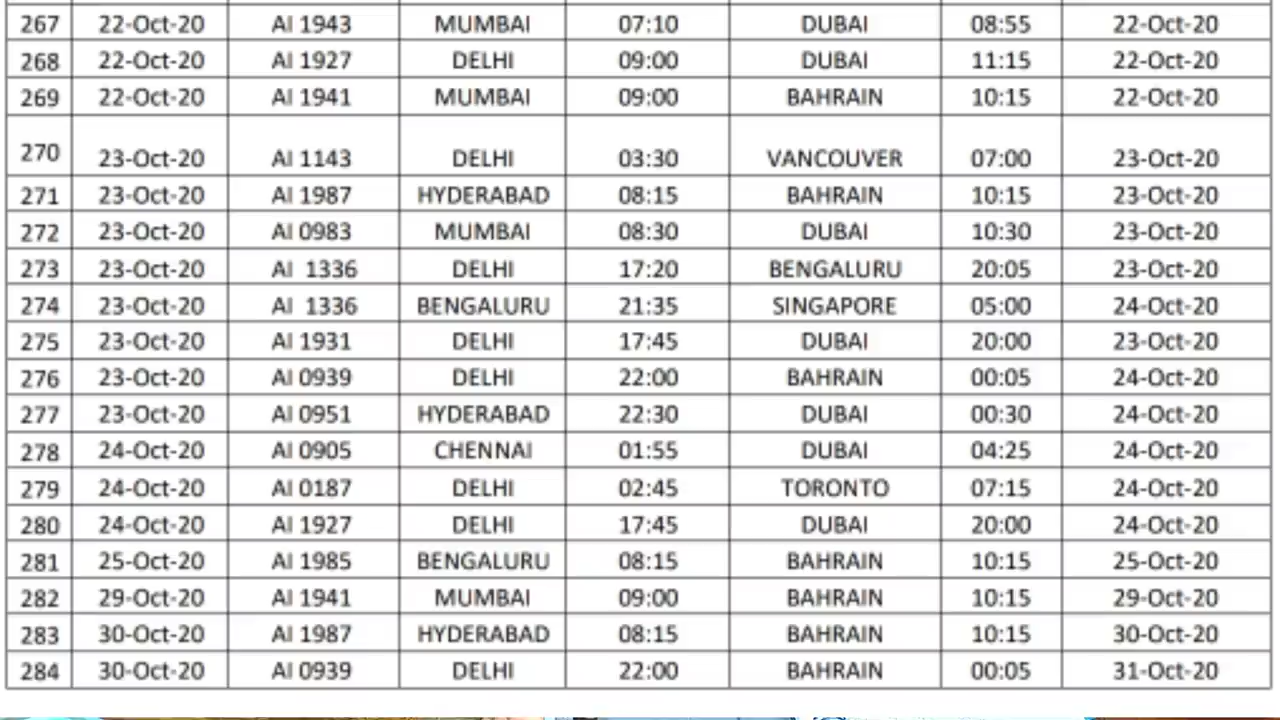 267 22-Oct-20 AI 1943 MUMBAI 07:10 DUBAI 08:55 22-Oct-20
268 22-Oct-20 AI 1927 DELHI 09:00 DUBAI 11:15 22-Oct-20
269 22-Oct-20 AI 1941 MUMBAI 09:00 BAHRAIN 10:15 22-Oct-20
270 23-Oct-20 AI 1143 DELHI 03:30 VANCOUVER 07:00 23-Oct-20
271 23-Oct-20 AI 1987 HYDERABAD 08:15 BAHRAIN 10:15 23-Oct-20
272 23-Oct-20 AI 0983 MUMBAI 08:30 DUBAI 10:30 23-Oct-20
273 23-Oct-20 AI 1336 DELHI 17:20 BENGALURU 20:05 23-Oct-20
274 23-Oct-20 AI 1336 BENGALURU 21:35 SINGAPORE 05:00 24-Oct-20
275 23-Oct-20 AI 1931 DELHI 17:45 DUBAI 20:00 23-Oct-20
276 23-Oct-20 AI 0939 DELHI 22:00 BAHRAIN 00:05 24-Oct-20
277 23-Oct-20 AI 0951 HYDERABAD 22:30 DUBAI 00:30 24-Oct-20
278 24-Oct-20 AI 0905 CHENNAI 01:55 DUBAI 04:25 24-Oct-20
279 24-Oct-20 AI 0187 DELHI 02:45 TORONTO 07:15 24-Oct-20
280 24-Oct-20 AI 1927 DELHI 17:45 DUBAI 20:00 24-Oct-20
281 25-Oct-20 AI 1985 BENGALURU 08:15 BAHRAIN 10:15 25-Oct-20
282 29-Oct-20 AI 1941 MUMBAI 09:00 BAHRAIN 10:15 29-Oct-20
283 30-Oct-20 AI 1987 HYDERABAD 08:15 BAHRAIN 10:15 30-Oct-20
284 30-Oct-20 AI 0939 DELHI 22:00 BAHRAIN 00:05 31-Oct-20